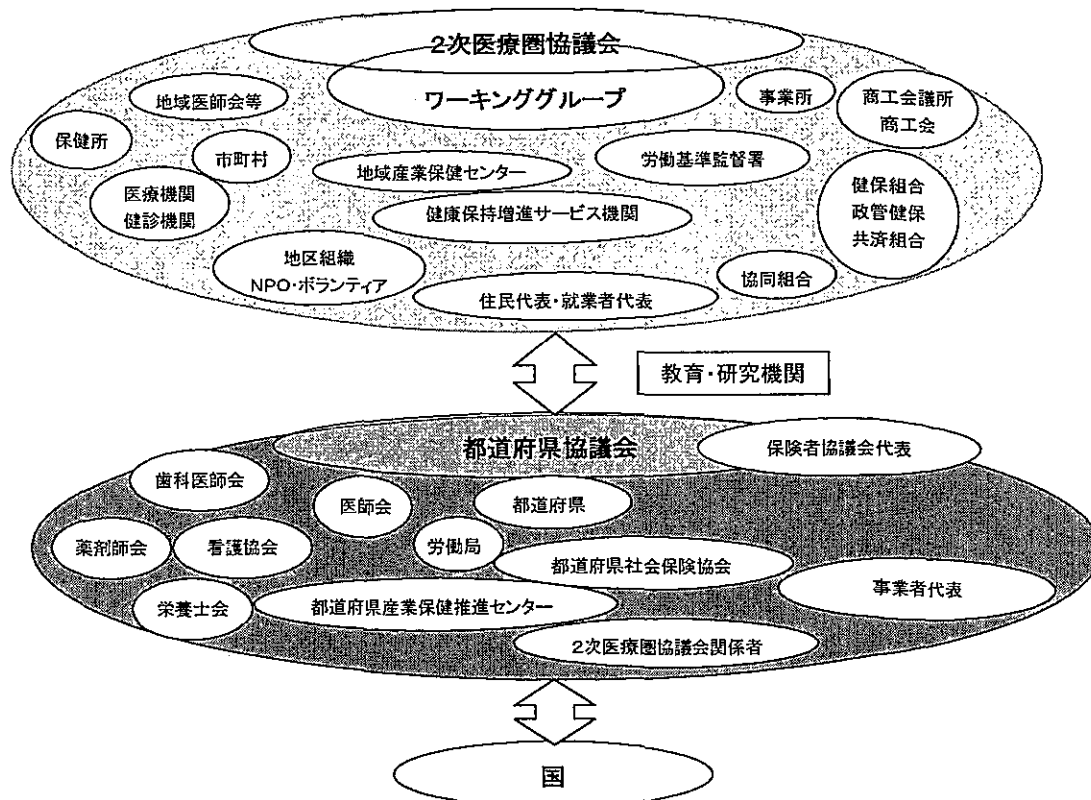 2次医療圏協議会
ワーキンググループ
地域医師会等
事業所
商工会議所
商工会
保健所
市町村
地域産業保健センター
労働基準監督署
医療機関
健診機関
健康保持増進サービス機関
健保組合
政管健保
共済組合
地区組織
NPO・ボランティア
住民代表・就業者代表
協同組合
教育・研究機関
都道府県協議会
保険者協議会代表
歯科医師会
医師会
都道府県
薬剤師会
看護協会
労働局
都道府県社会保険協会
事業者代表
栄養士会
都道府県産業保健推進センター
2次医療圏協議会関係者
国